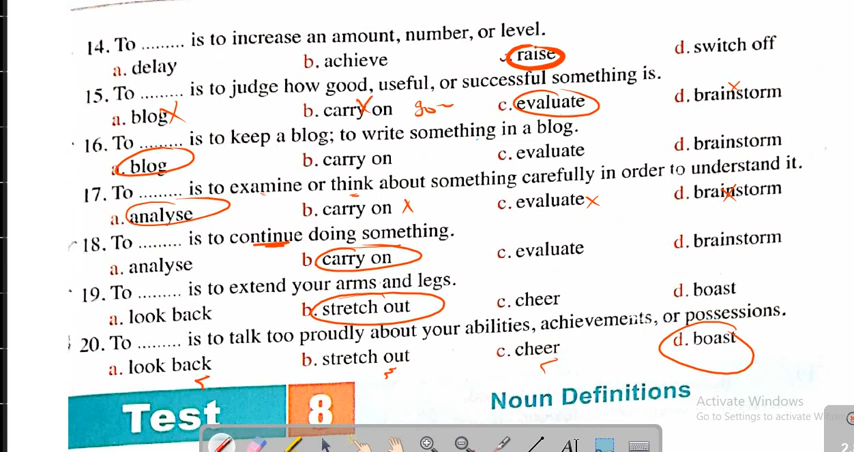 14. To ......... is to increase an amount, number, or level.
a. delay b. achieve c. raise d. switch off
15. To ......... is to judge how good, useful, or successful something is.
a. blog b. carry on go c. evaluate d. brainstorm
16. To ......... is to keep a blog; to write something in a blog.
a. blog b. carry on c. evaluate d. brainstorm
17. To ......... is to examine or think about something carefully in order to understand it.
a. analyse b. carry on c. evaluate d. brainstorm
18. To ......... is to continue doing something.
a. analyse b. carry on c. evaluate d. brainstorm
19. To ......... is to extend your arms and legs.
a. look back b. stretch out c. cheer d. boast
20. To ......... is to talk too proudly about your abilities, achievements, or possessions.
a. look back b. stretch out c. cheer d. boast
Test 8 Noun Definitions
Activate Windows
Go to Settings to activate
AI
2